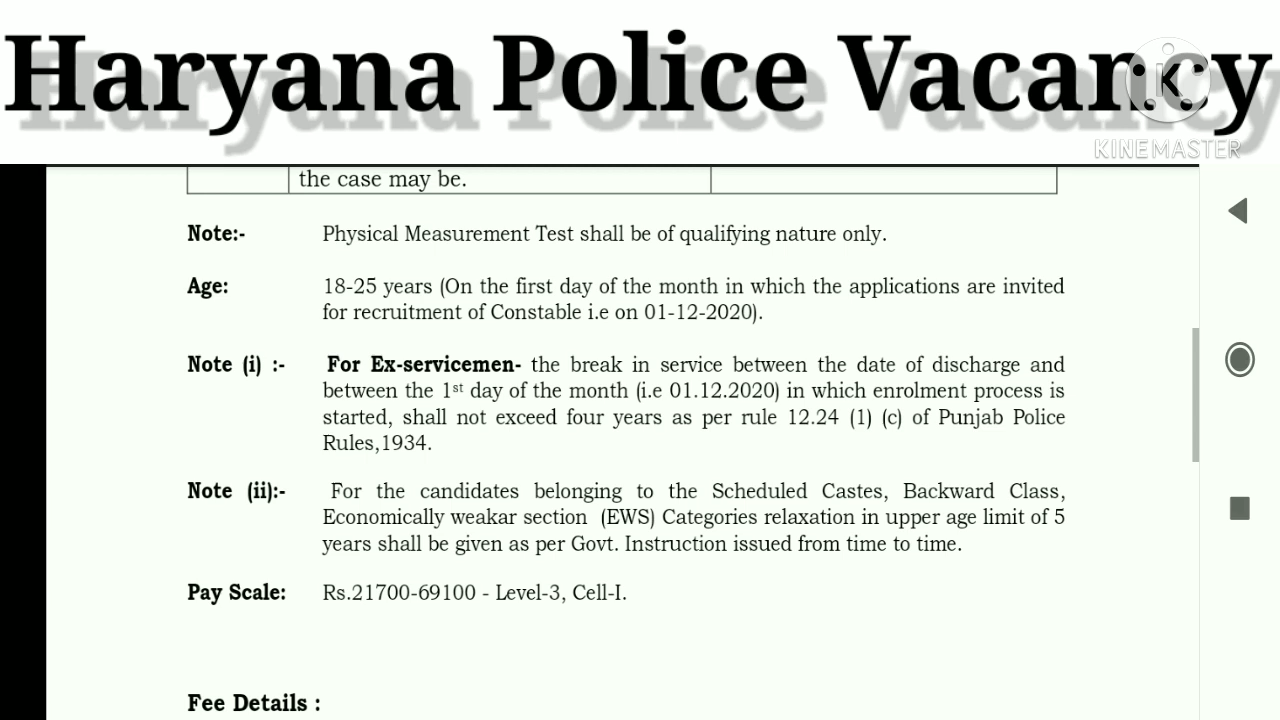 Haryana Police Vacancy
K
KINEMASTER
the case may be.
Note:- Physical Measurement Test shall be of qualifying nature only.
Age: 18-25 years (On the first day of the month in which the applications are invited
for recruitment of Constable i.e on 01-12-2020).
Note (i) :- For Ex-servicemen- the break in service between the date of discharge and
between the 1st day of the month (i.e 01.12.2020) in which enrolment process is
started, shall not exceed four years as per rule 12.24 (1) (c) of Punjab Police
Rules,1934.
Note (ii):- For the candidates belonging to the Scheduled Castes, Backward Class,
Economically weakar section (EWS) Categories relaxation in upper age limit of 5
years shall be given as per Govt. Instruction issued from time to time.
Pay Scale: Rs.21700-69100 - Level-3, Cell-I.
Fee Details :